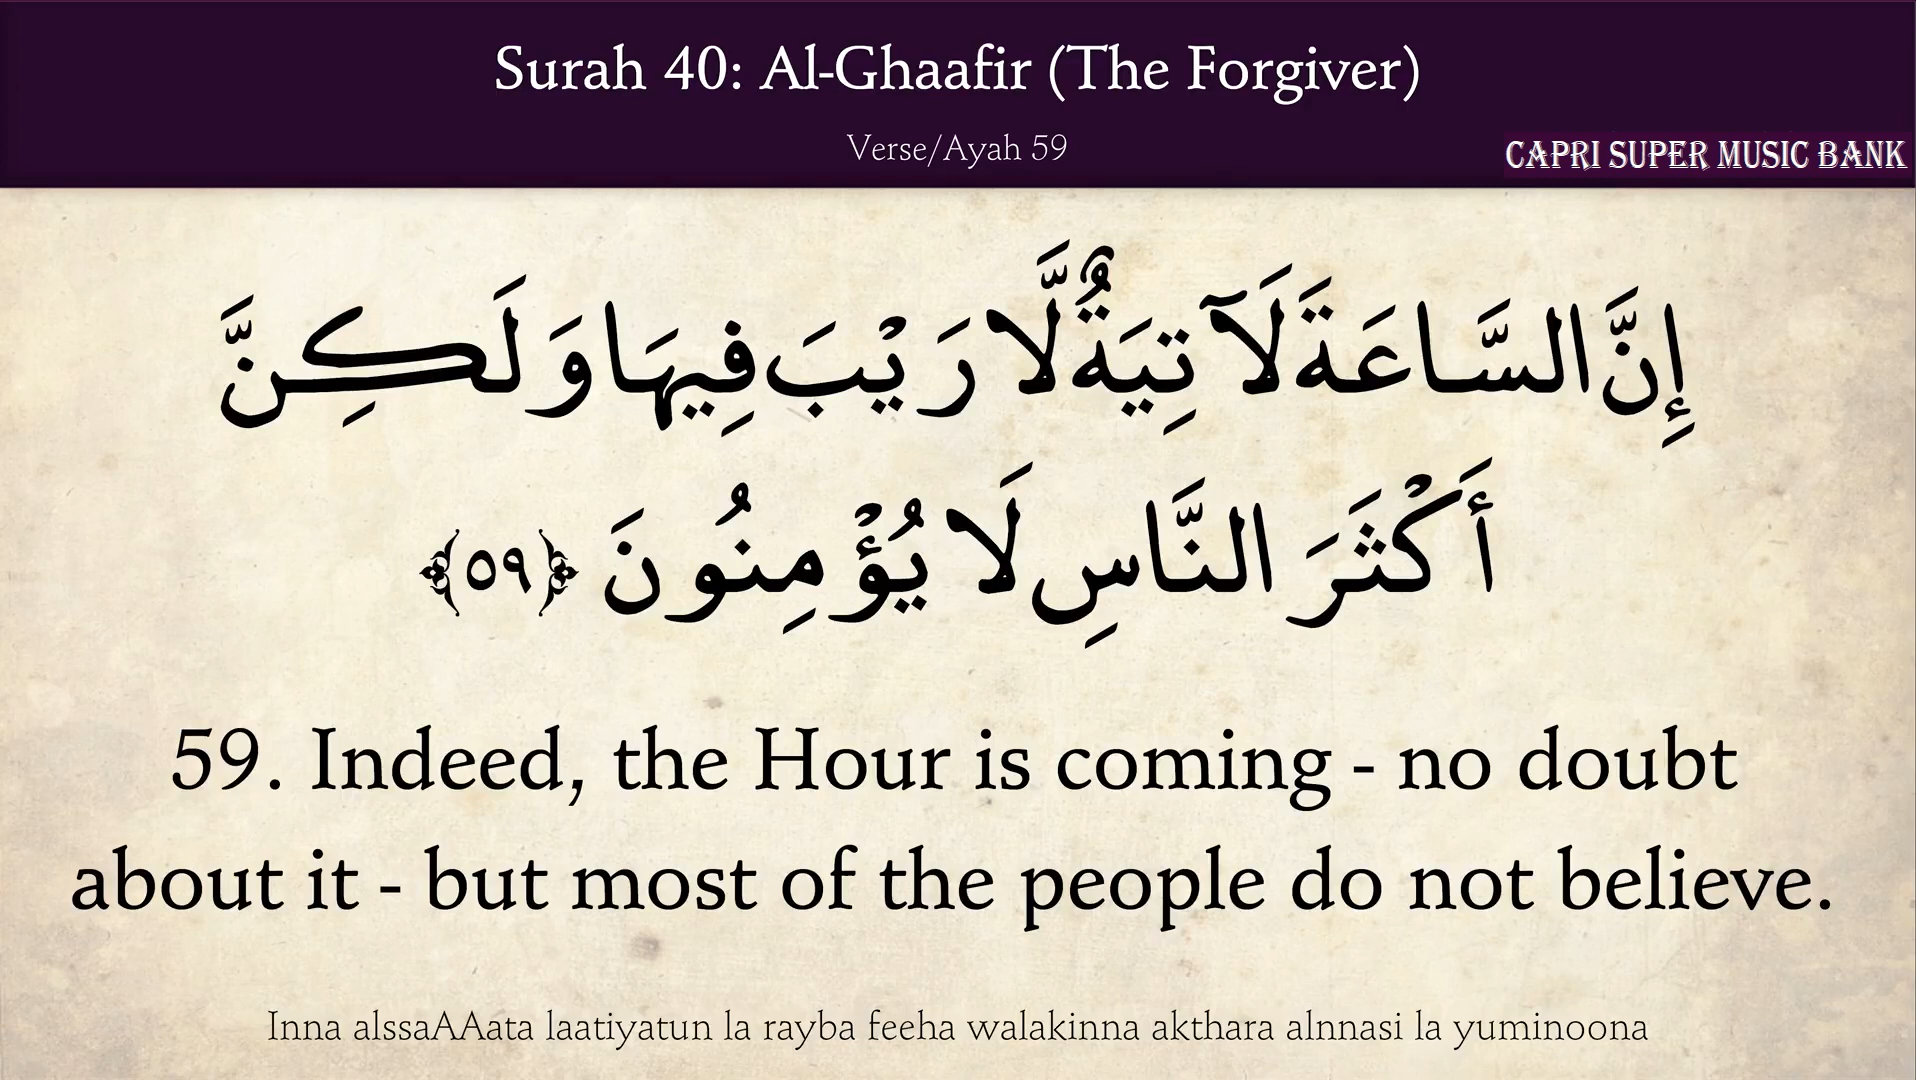 Surah 40: Al-Ghaafir (The Forgiver)
Verse/Ayah 59
CAPRI SUPER MUSIC BANK
إِنَّ السَّاعَةَ لَآتِيَةٌ لَّا رَيْبَ فِيهَا وَلَكِنَّ
أَكْثَرَ النَّاسِ لَا يُؤْمِنُونَ ﴿٥٩﴾
59. Indeed, the Hour is coming - no doubt
about it - but most of the people do not believe.
Inna alssaAAata laatiyatun la rayba feeha walakinna akthara alnnasi la yuminoona